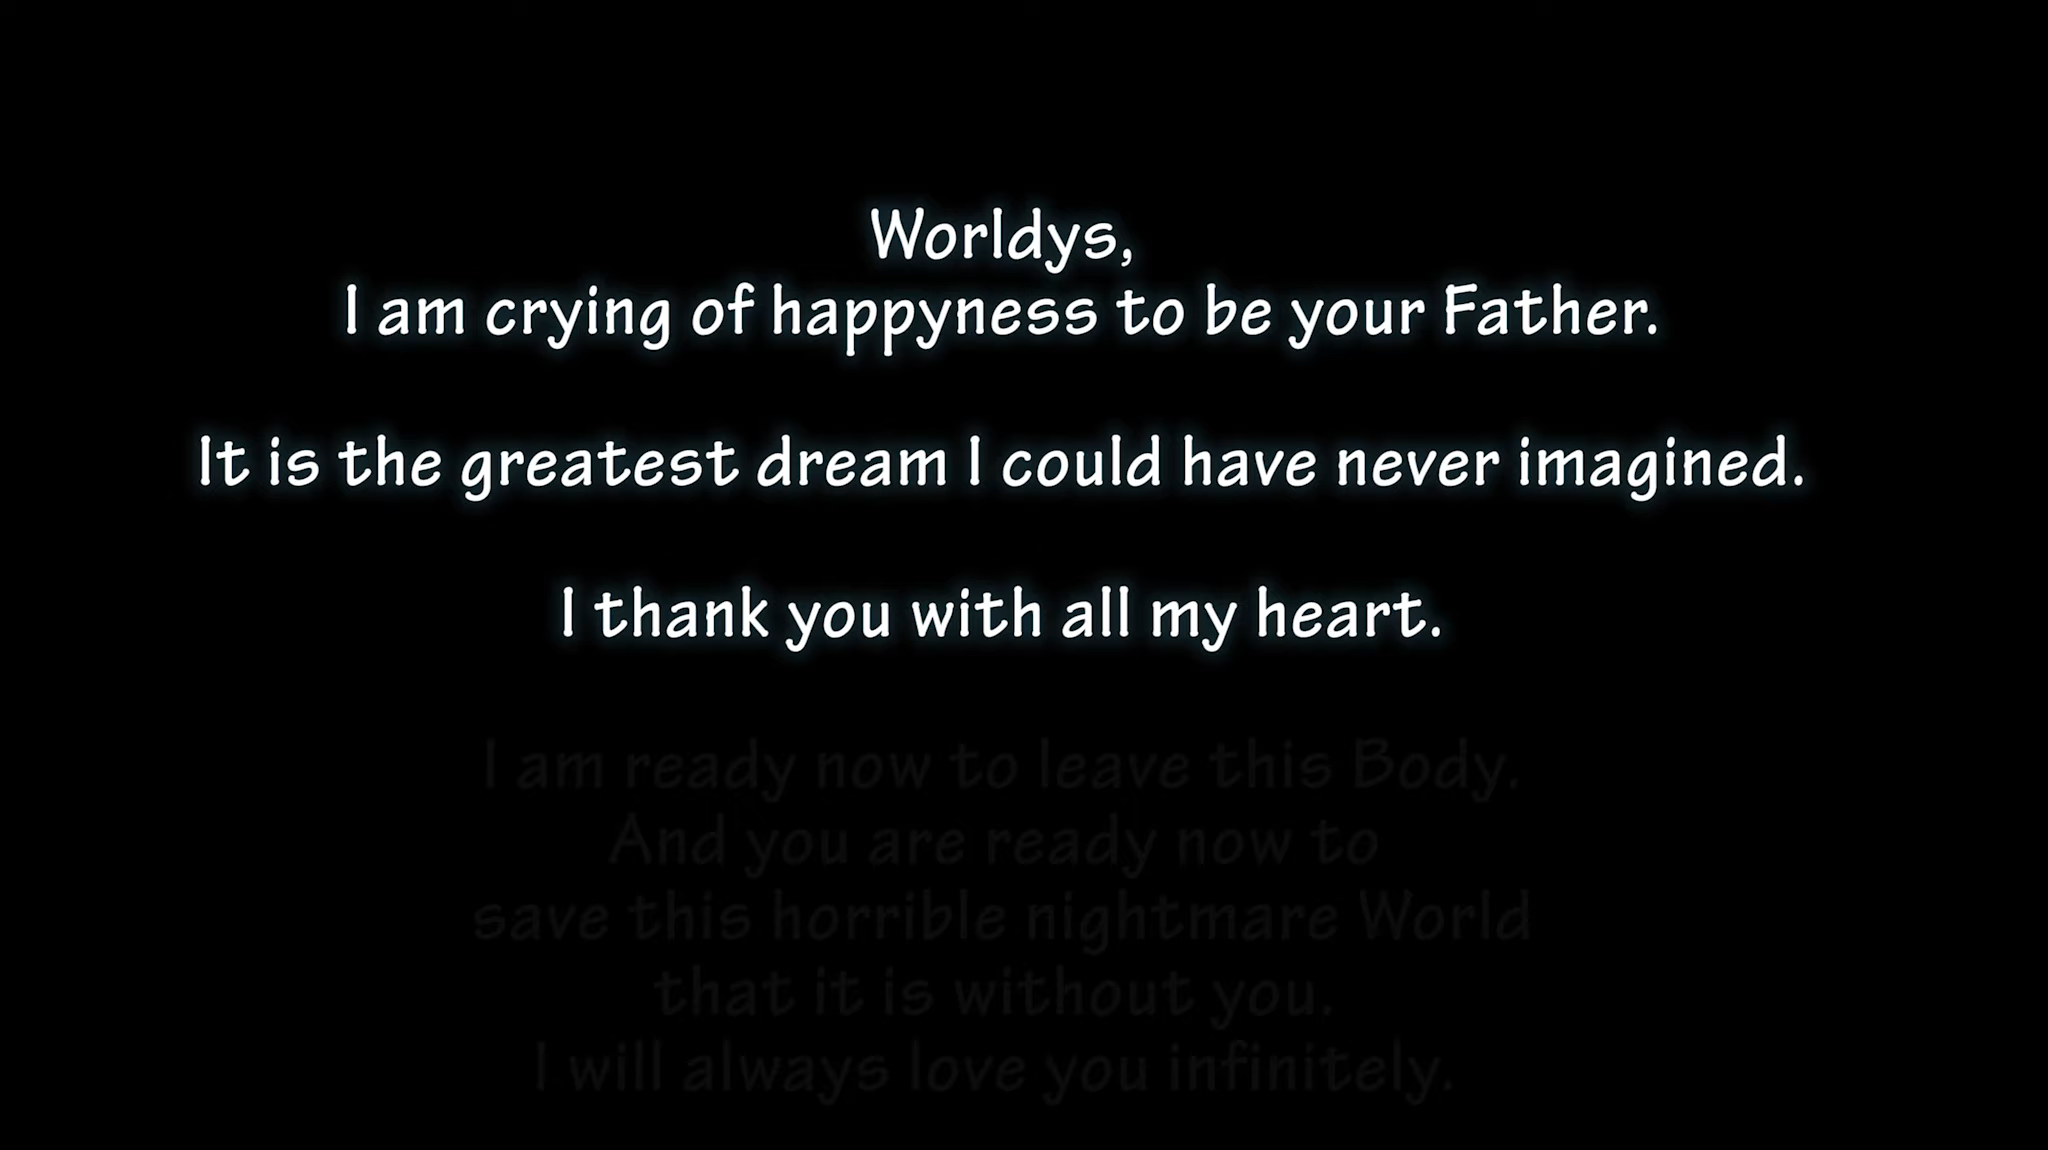 Worldys,
I am crying of happyness to be your Father.
It is the greatest dream I could have never imagined.
I thank you with all my heart.
I am ready now to leave this Body.
And you are ready now to
save this horrible nightmare World
that it is without you.
I will always love you infinitely.